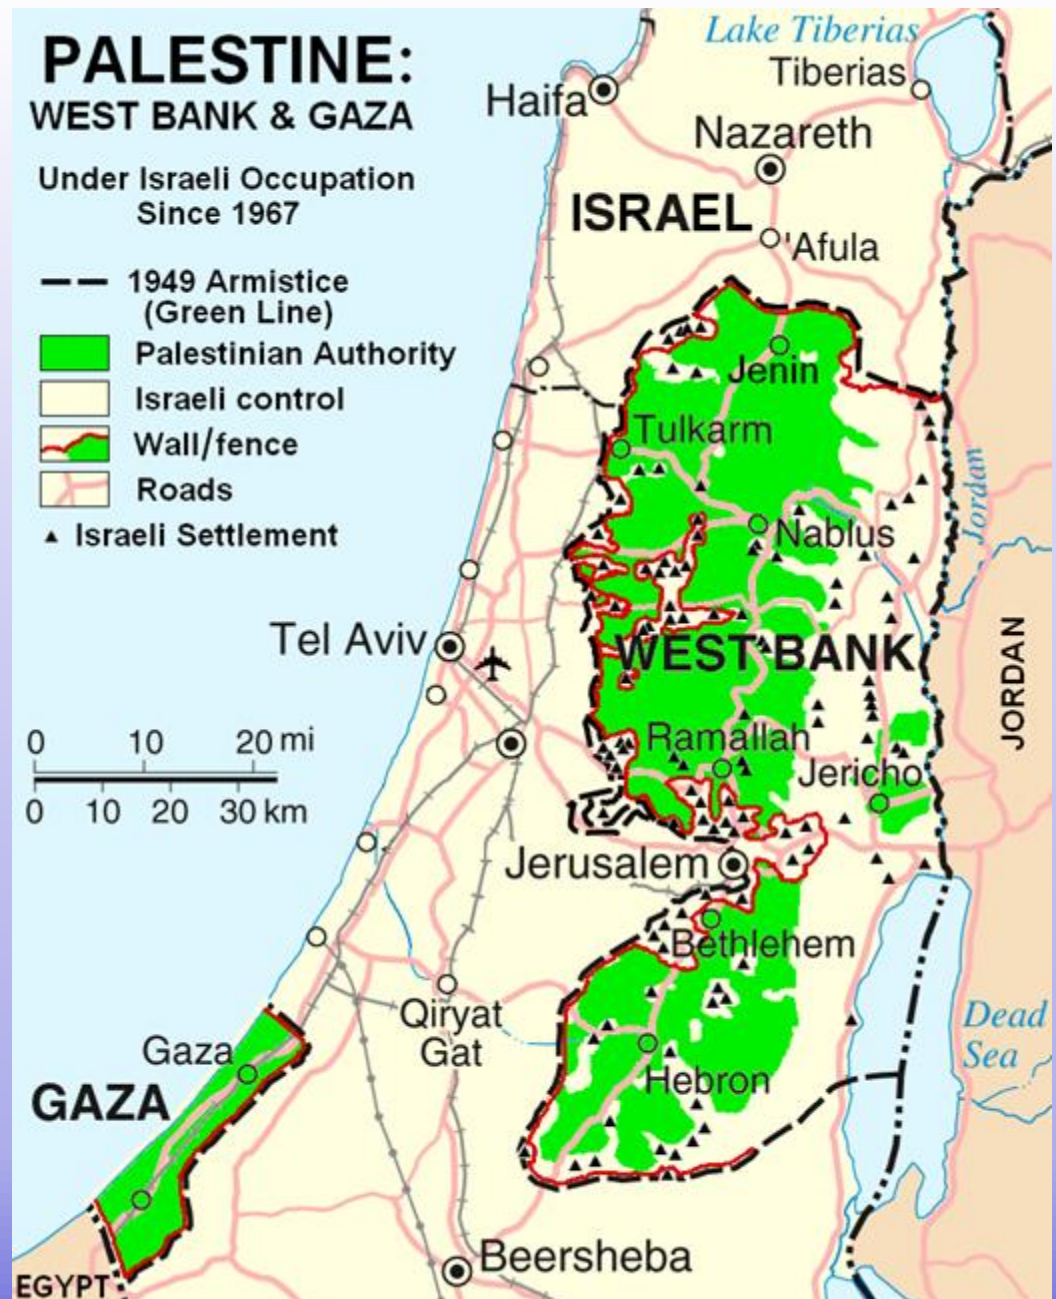 PALESTINE:
WEST BANK & GAZA
Under Israeli Occupation
Since 1967
1949 Armistice
(Green Line)
Palestinian Authority
Israeli control
Wall/fence
Roads
Israeli Settlement
Lake Tiberias
Tiberias
Haifa
Nazareth
ISRAEL
'Afula
Jenin
Tulkarm
Jordan
Nablus
Tel Aviv
WEST BANK
JORDAN
0 10 20 mi
0 10 20 30 km
Ramallah
Jericho
Jerusalem
Bethlehem
Qiryat
Gat
Dead
Sea
Gaza
GAZA
Hebron
Beersheba
EGYPT